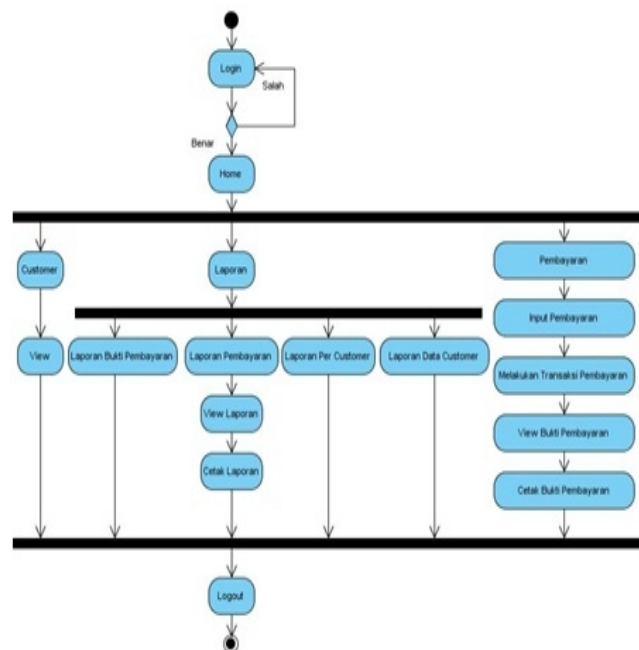 Login
Salah
Benar
Home
Customer
Laporan
Pembayaran
Input Pembayaran
View
Laporan Bukti Pembayaran
Laporan Pembayaran
Laporan Per Customer
Laporan Data Customer
Melakukan Transaksi Pembayaran
View Laporan
View Bukti Pembayaran
Cetak Laporan
Cetak Bukti Pembayaran
Logout